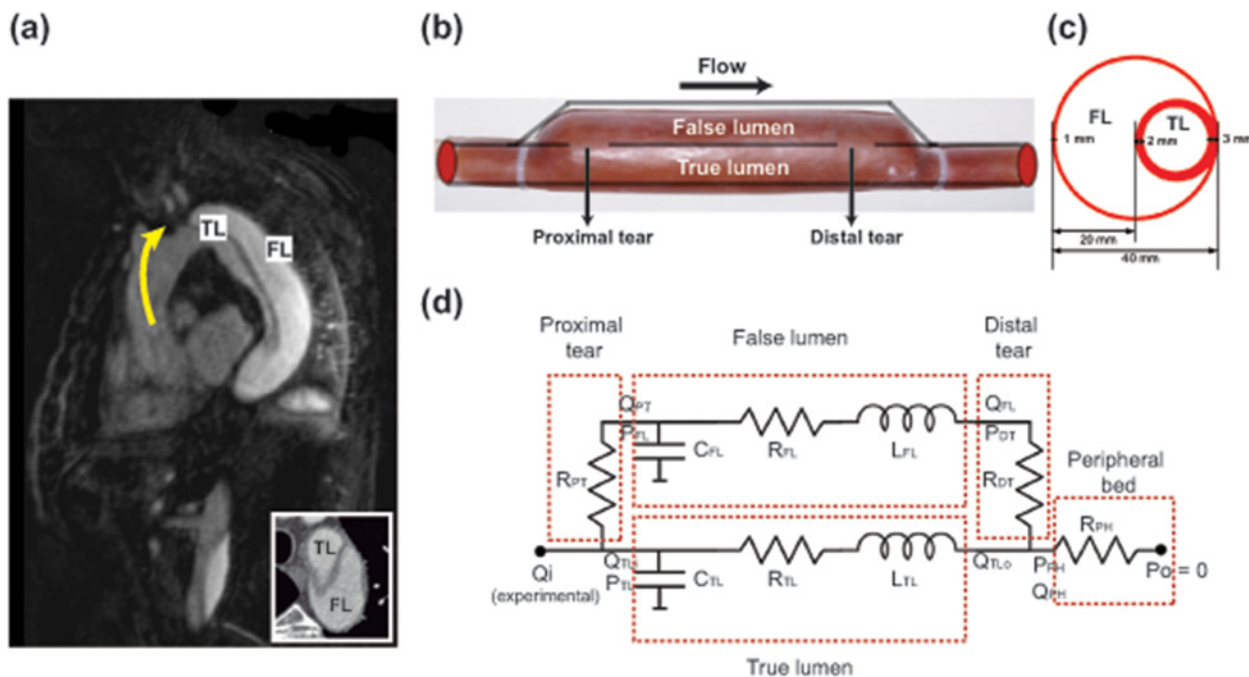 (a)
TL
FL
TL
FL
(b)
Flow
False lumen
True lumen
Proximal tear
Distal tear
(c)
FL
TL
1 mm
2 mm
3 mm
20 mm
40 mm
(d)
Proximal
tear
False lumen
Distal
tear
Peripheral
bed
QPT
PFL
CFL
RFL
LFL
QFL
PDT
RPT
RDT
RPH
Qi
(experimental)
PTL
CTL
RTL
LTL
QTLo
PPH
QPH
Po = 0
True lumen